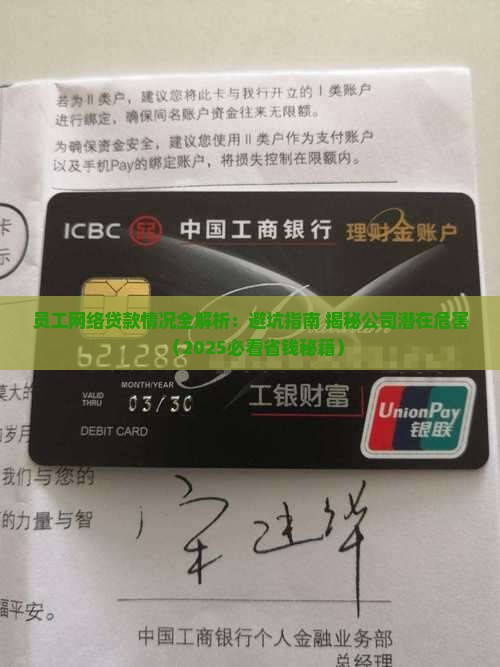 若为Ⅱ类户，建议您将此卡与我行开立的Ⅰ类账户
进行绑定，确保同名账户资金往来无限额。
为确保资金安全，建议您使用Ⅱ类户作为支付账户
以及手机Pay的绑定账户，将损失控制在限额内。
卡
示
ICBC 中国工商银行 理财金账户
员工网络贷款情况全解析：避坑指南 揭秘公司潜在危害
（2025必看省钱秘籍）
621288
MONTH/YEAR
VALID
THRU
03/30
工银财富
DEBIT CARD
UnionPay
银联
莫大的
岁月
我们与您的
的力量与智
福平安。
中国工商银行个人金融业务部
总经理